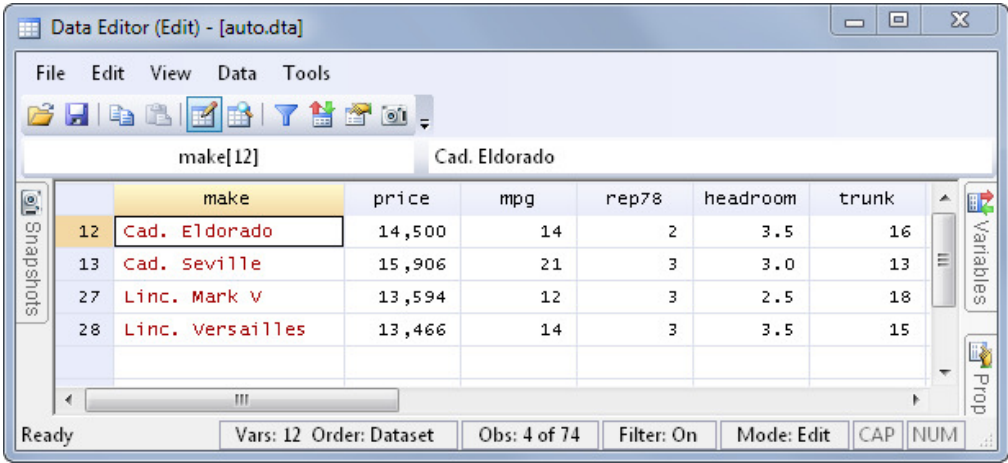 Data Editor (Edit) - [auto.dta]
File Edit View Data Tools
make[12] Cad. Eldorado
make price mpg rep78 headroom trunk
12 Cad. Eldorado 14,500 14 2 3.5 16
13 Cad. Seville 15,906 21 3 3.0 13
27 Linc. Mark V 13,594 12 3 2.5 18
28 Linc. Versailles 13,466 14 3 3.5 15
Snapshots
Variables
Prop
Ready Vars: 12 Order: Dataset Obs: 4 of 74 Filter: On Mode: Edit CAP NUM